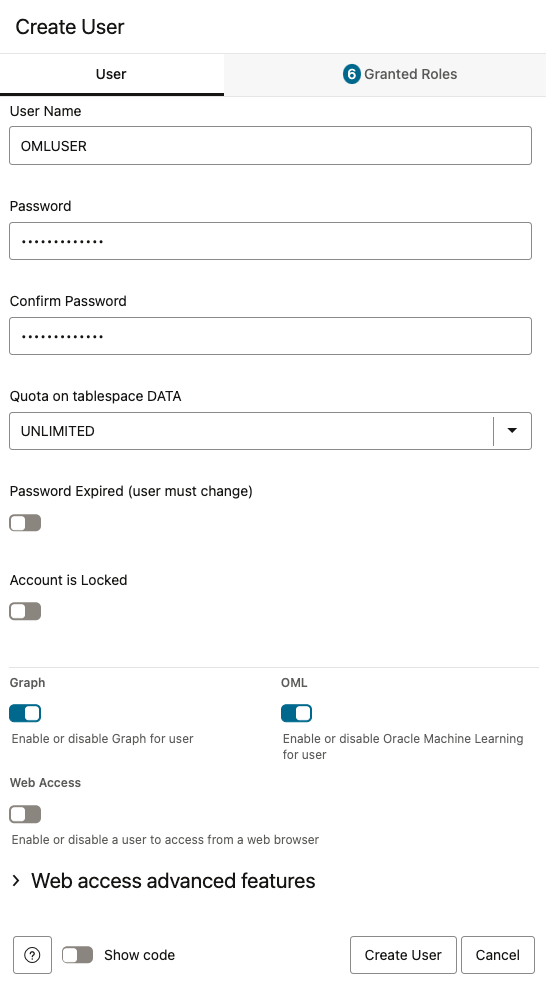 Create User
User
6 Granted Roles
User Name
OMLUSER
Password
•••••••••••••
Confirm Password
•••••••••••••
Quota on tablespace DATA
UNLIMITED
Password Expired (user must change)
Account is Locked
Graph
OML
Enable or disable Graph for user
Enable or disable Oracle Machine Learning
for user
Web Access
Enable or disable a user to access from a web browser
Web access advanced features
? Show code
Create User
Cancel